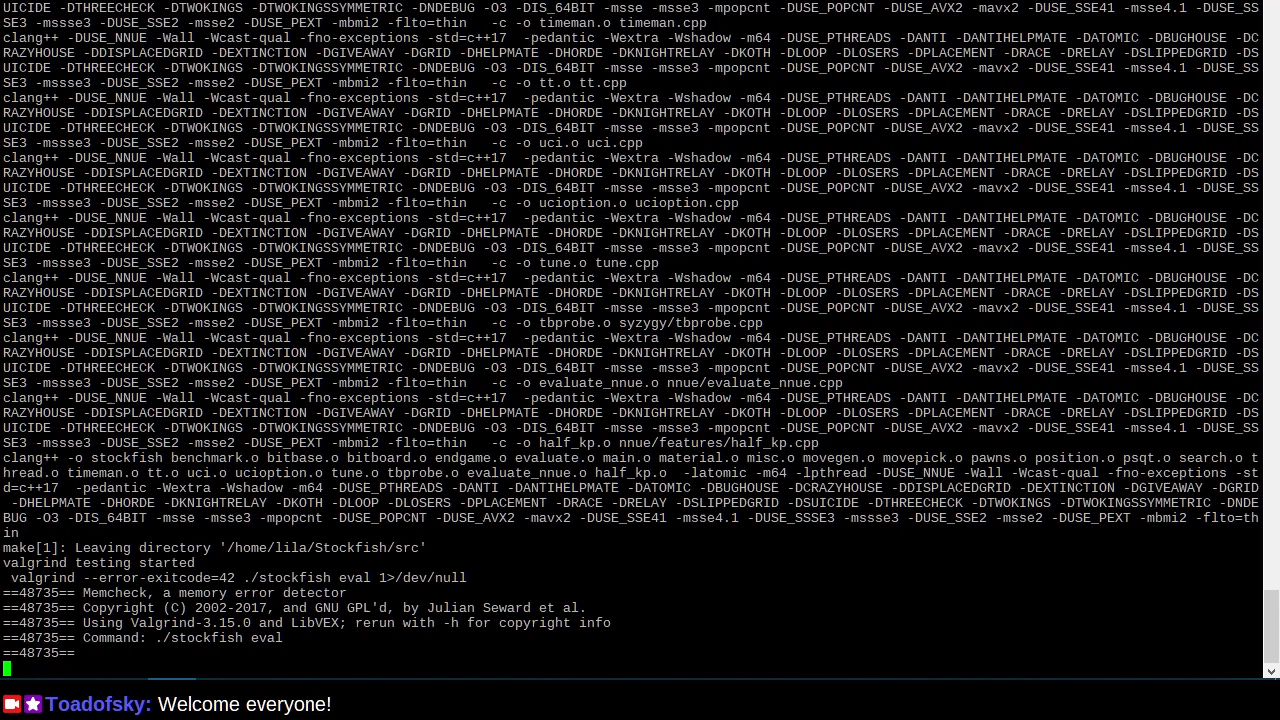 UICIDE -DTHREECHECK -DTWOKINGS -DTWOKINGSSYMMETRIC -DNDEBUG -O3 -DIS_64BIT -msse -msse3 -mpopcnt -DUSE_POPCNT -DUSE_AVX2 -mavx2 -DUSE_SSE41 -msse4.1 -DUSE_SS
SE3 -mssse3 -DUSE_SSE2 -msse2 -DUSE_PEXT -mbmi2 -flto=thin   -c -o timeman.o timeman.cpp
clang++ -DUSE_NNUE -Wall -Wcast-qual -fno-exceptions -std=c++17  -pedantic -Wextra -Wshadow -m64 -DUSE_PTHREADS -DANTI -DANTIHELPMATE -DATOMIC -DBUGHOUSE -DC
RAZYHOUSE -DDISPLACEDGRID -DEXTINCTION -DGIVEAWAY -DGRID -DHELPMATE -DHORDE -DKNIGHTRELAY -DKOTH -DLOOP -DLOSERS -DPLACEMENT -DRACE -DRELAY -DSLIPPEDGRID -DS
UICIDE -DTHREECHECK -DTWOKINGS -DTWOKINGSSYMMETRIC -DNDEBUG -O3 -DIS_64BIT -msse -msse3 -mpopcnt -DUSE_POPCNT -DUSE_AVX2 -mavx2 -DUSE_SSE41 -msse4.1 -DUSE_SS
SE3 -mssse3 -DUSE_SSE2 -msse2 -DUSE_PEXT -mbmi2 -flto=thin   -c -o tt.o tt.cpp
clang++ -DUSE_NNUE -Wall -Wcast-qual -fno-exceptions -std=c++17  -pedantic -Wextra -Wshadow -m64 -DUSE_PTHREADS -DANTI -DANTIHELPMATE -DATOMIC -DBUGHOUSE -DC
RAZYHOUSE -DDISPLACEDGRID -DEXTINCTION -DGIVEAWAY -DGRID -DHELPMATE -DHORDE -DKNIGHTRELAY -DKOTH -DLOOP -DLOSERS -DPLACEMENT -DRACE -DRELAY -DSLIPPEDGRID -DS
UICIDE -DTHREECHECK -DTWOKINGS -DTWOKINGSSYMMETRIC -DNDEBUG -O3 -DIS_64BIT -msse -msse3 -mpopcnt -DUSE_POPCNT -DUSE_AVX2 -mavx2 -DUSE_SSE41 -msse4.1 -DUSE_SS
SE3 -mssse3 -DUSE_SSE2 -msse2 -DUSE_PEXT -mbmi2 -flto=thin   -c -o uci.o uci.cpp
clang++ -DUSE_NNUE -Wall -Wcast-qual -fno-exceptions -std=c++17  -pedantic -Wextra -Wshadow -m64 -DUSE_PTHREADS -DANTI -DANTIHELPMATE -DATOMIC -DBUGHOUSE -DC
RAZYHOUSE -DDISPLACEDGRID -DEXTINCTION -DGIVEAWAY -DGRID -DHELPMATE -DHORDE -DKNIGHTRELAY -DKOTH -DLOOP -DLOSERS -DPLACEMENT -DRACE -DRELAY -DSLIPPEDGRID -DS
UICIDE -DTHREECHECK -DTWOKINGS -DTWOKINGSSYMMETRIC -DNDEBUG -O3 -DIS_64BIT -msse -msse3 -mpopcnt -DUSE_POPCNT -DUSE_AVX2 -mavx2 -DUSE_SSE41 -msse4.1 -DUSE_SS
SE3 -mssse3 -DUSE_SSE2 -msse2 -DUSE_PEXT -mbmi2 -flto=thin   -c -o ucioption.o ucioption.cpp
clang++ -DUSE_NNUE -Wall -Wcast-qual -fno-exceptions -std=c++17  -pedantic -Wextra -Wshadow -m64 -DUSE_PTHREADS -DANTI -DANTIHELPMATE -DATOMIC -DBUGHOUSE -DC
RAZYHOUSE -DDISPLACEDGRID -DEXTINCTION -DGIVEAWAY -DGRID -DHELPMATE -DHORDE -DKNIGHTRELAY -DKOTH -DLOOP -DLOSERS -DPLACEMENT -DRACE -DRELAY -DSLIPPEDGRID -DS
UICIDE -DTHREECHECK -DTWOKINGS -DTWOKINGSSYMMETRIC -DNDEBUG -O3 -DIS_64BIT -msse -msse3 -mpopcnt -DUSE_POPCNT -DUSE_AVX2 -mavx2 -DUSE_SSE41 -msse4.1 -DUSE_SS
SE3 -mssse3 -DUSE_SSE2 -msse2 -DUSE_PEXT -mbmi2 -flto=thin   -c -o tune.o tune.cpp
clang++ -DUSE_NNUE -Wall -Wcast-qual -fno-exceptions -std=c++17  -pedantic -Wextra -Wshadow -m64 -DUSE_PTHREADS -DANTI -DANTIHELPMATE -DATOMIC -DBUGHOUSE -DC
RAZYHOUSE -DDISPLACEDGRID -DEXTINCTION -DGIVEAWAY -DGRID -DHELPMATE -DHORDE -DKNIGHTRELAY -DKOTH -DLOOP -DLOSERS -DPLACEMENT -DRACE -DRELAY -DSLIPPEDGRID -DS
UICIDE -DTHREECHECK -DTWOKINGS -DTWOKINGSSYMMETRIC -DNDEBUG -O3 -DIS_64BIT -msse -msse3 -mpopcnt -DUSE_POPCNT -DUSE_AVX2 -mavx2 -DUSE_SSE41 -msse4.1 -DUSE_SS
SE3 -mssse3 -DUSE_SSE2 -msse2 -DUSE_PEXT -mbmi2 -flto=thin   -c -o tbprobe.o syzygy/tbprobe.cpp
clang++ -DUSE_NNUE -Wall -Wcast-qual -fno-exceptions -std=c++17  -pedantic -Wextra -Wshadow -m64 -DUSE_PTHREADS -DANTI -DANTIHELPMATE -DATOMIC -DBUGHOUSE -DC
RAZYHOUSE -DDISPLACEDGRID -DEXTINCTION -DGIVEAWAY -DGRID -DHELPMATE -DHORDE -DKNIGHTRELAY -DKOTH -DLOOP -DLOSERS -DPLACEMENT -DRACE -DRELAY -DSLIPPEDGRID -DS
UICIDE -DTHREECHECK -DTWOKINGS -DTWOKINGSSYMMETRIC -DNDEBUG -O3 -DIS_64BIT -msse -msse3 -mpopcnt -DUSE_POPCNT -DUSE_AVX2 -mavx2 -DUSE_SSE41 -msse4.1 -DUSE_SS
SE3 -mssse3 -DUSE_SSE2 -msse2 -DUSE_PEXT -mbmi2 -flto=thin   -c -o evaluate_nnue.o nnue/evaluate_nnue.cpp
clang++ -DUSE_NNUE -Wall -Wcast-qual -fno-exceptions -std=c++17  -pedantic -Wextra -Wshadow -m64 -DUSE_PTHREADS -DANTI -DANTIHELPMATE -DATOMIC -DBUGHOUSE -DC
RAZYHOUSE -DDISPLACEDGRID -DEXTINCTION -DGIVEAWAY -DGRID -DHELPMATE -DHORDE -DKNIGHTRELAY -DKOTH -DLOOP -DLOSERS -DPLACEMENT -DRACE -DRELAY -DSLIPPEDGRID -DS
UICIDE -DTHREECHECK -DTWOKINGS -DTWOKINGSSYMMETRIC -DNDEBUG -O3 -DIS_64BIT -msse -msse3 -mpopcnt -DUSE_POPCNT -DUSE_AVX2 -mavx2 -DUSE_SSE41 -msse4.1 -DUSE_SS
SE3 -mssse3 -DUSE_SSE2 -msse2 -DUSE_PEXT -mbmi2 -flto=thin   -c -o half_kp.o nnue/features/half_kp.cpp
clang++ -o stockfish benchmark.o bitbase.o bitboard.o endgame.o evaluate.o main.o material.o misc.o movegen.o movepick.o pawns.o position.o psqt.o search.o t
hread.o timeman.o tt.o uci.o ucioption.o tune.o tbprobe.o evaluate_nnue.o half_kp.o  -latomic -m64 -lpthread -DUSE_NNUE -Wall -Wcast-qual -fno-exceptions -st
d=c++17  -pedantic -Wextra -Wshadow -m64 -DUSE_PTHREADS -DANTI -DANTIHELPMATE -DATOMIC -DBUGHOUSE -DCRAZYHOUSE -DDISPLACEDGRID -DEXTINCTION -DGIVEAWAY -DGRID
 -DHELPMATE -DHORDE -DKNIGHTRELAY -DKOTH -DLOOP -DLOSERS -DPLACEMENT -DRACE -DRELAY -DSLIPPEDGRID -DSUICIDE -DTHREECHECK -DTWOKINGS -DTWOKINGSSYMMETRIC -DNDE
BUG -O3 -DIS_64BIT -msse -msse3 -mpopcnt -DUSE_POPCNT -DUSE_AVX2 -mavx2 -DUSE_SSE41 -msse4.1 -DUSE_SSSE3 -mssse3 -DUSE_SSE2 -msse2 -DUSE_PEXT -mbmi2 -flto=th
in
make[1]: Leaving directory '/home/lila/Stockfish/src'
valgrind testing started
 valgrind --error-exitcode=42 ./stockfish eval 1>/dev/null
==48735== Memcheck, a memory error detector
==48735== Copyright (C) 2002-2017, and GNU GPL'd, by Julian Seward et al.
==48735== Using Valgrind-3.15.0 and LibVEX; rerun with -h for copyright info
==48735== Command: ./stockfish eval
==48735==
Toadofsky: Welcome everyone!